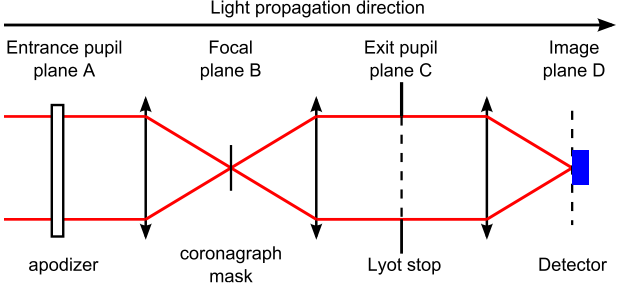 Light propagation direction
Entrance pupil
plane A
Focal
plane B
Exit pupil
plane C
Image
plane D
apodizer
coronagraph
mask
Lyot stop
Detector